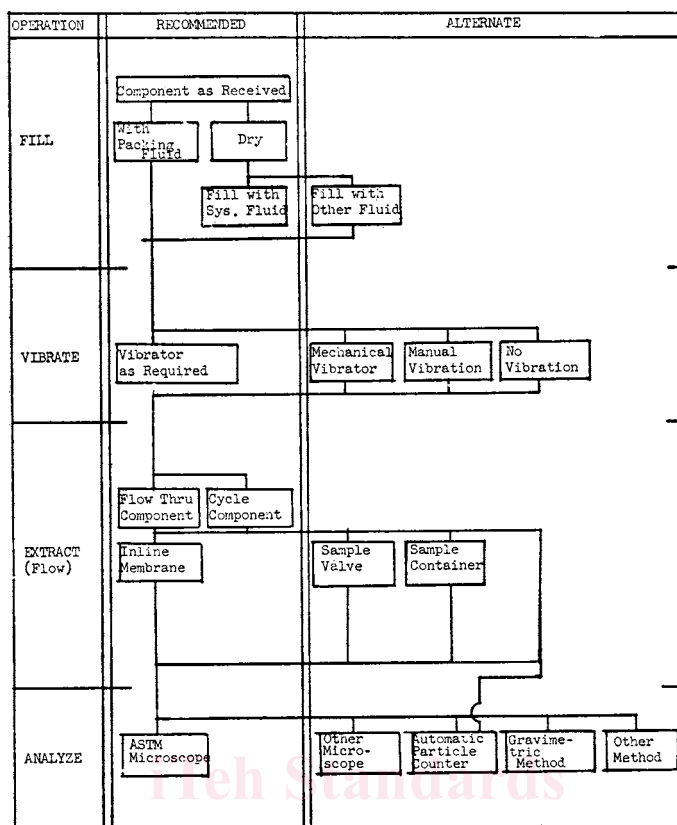 OPERATION RECOMMENDED ALTERNATE
Component as Received
FILL
With
Packing
Fluid
Dry
Fill with
Sys. Fluid
Fill with
Other Fluid
VIBRATE
Vibrator
as Required
Mechanical
Vibrator
Manual
Vibration
No
Vibration
EXTRACT
(Flow)
Flow Thru
Component
Cycle
Component
Inline
Membrane
Sample
Valve
Sample
Container
ANALYZE
ASTM
Microscope
Other
Micro-
scope
Automatic
Particle
Counter
Gravime-
tric
Method
Other
Method
iTeh Standards